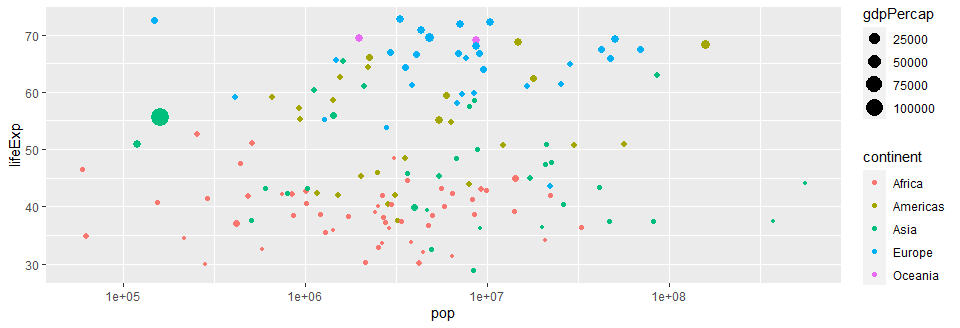 lifeExp
70
60
50
40
30
1e+05 1e+06 1e+07 1e+08
pop
gdpPercap
25000
50000
75000
100000
continent
Africa
Americas
Asia
Europe
Oceania